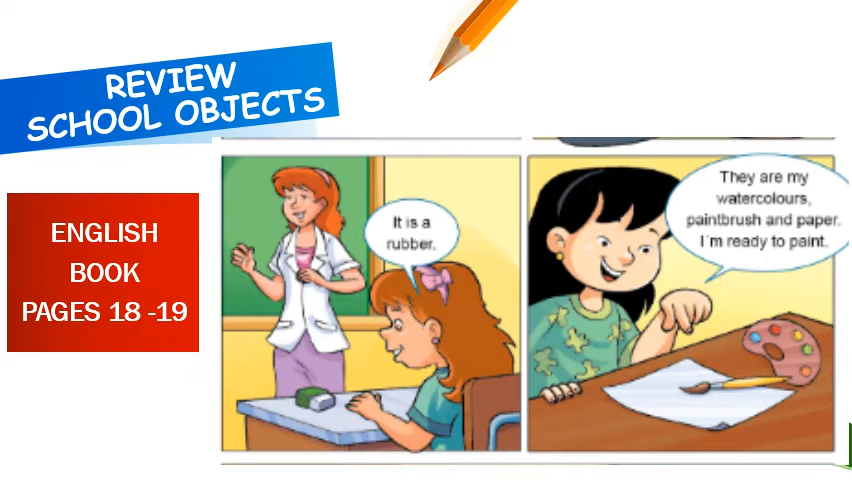 REVIEW
SCHOOL OBJECTS
ENGLISH
BOOK
PAGES 18 -19
It is a
rubber.
They are my
watercolours,
paintbrush and paper.
I´m ready to paint.